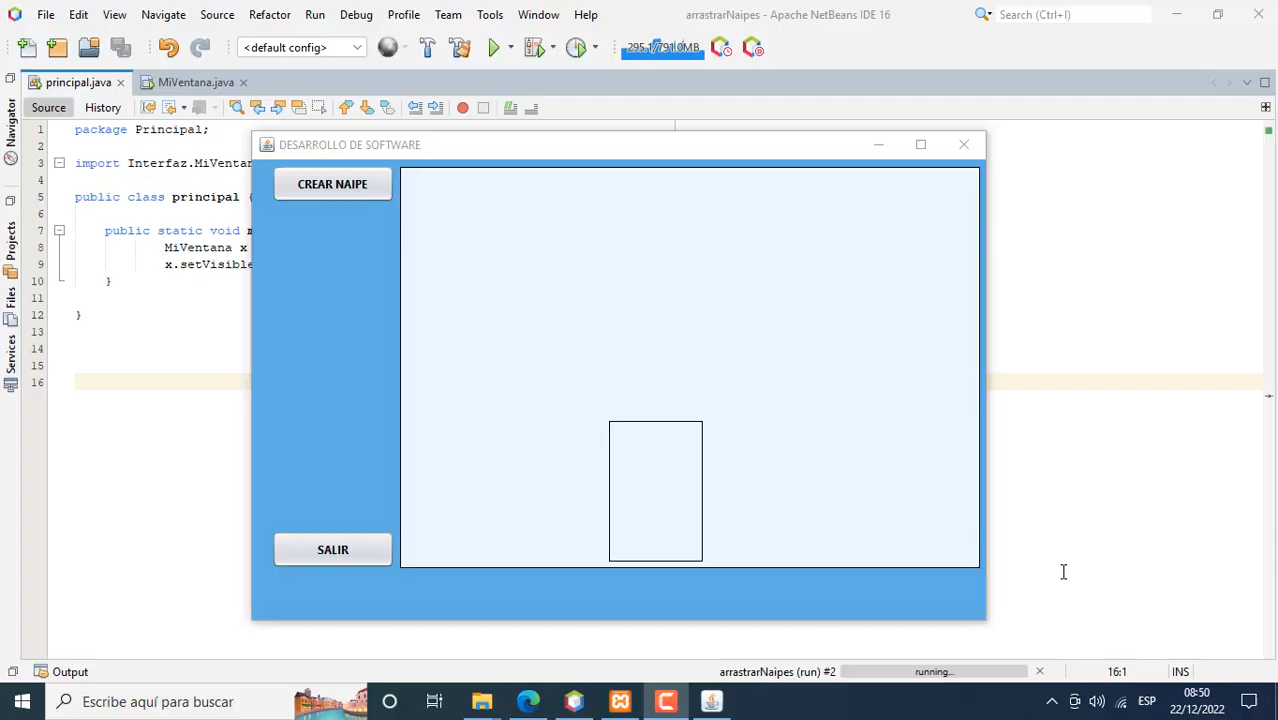 File Edit View Navigate Source Refactor Run Debug Profile Team Tools Window Help
arrastrarNaipes - Apache NetBeans IDE 16
Search (Ctrl+I)
<default config>
295.1/791.0MB
principal.java
MiVentana.java
Source History
Navigator
Projects
Files
Services
1 package Principal;
2
3 import Interfaz.MiVentan
4
5 public class principal {
6
7 public static void m
8 MiVentana x
9 x.setVisible
10 }
11
12 }
13
14
15
16
DESARROLLO DE SOFTWARE
CREAR NAIPE
SALIR
Output
arrastrarNaipes (run) #2
running...
16:1
INS
Escribe aquí para buscar
ESP
08:50
22/12/2022